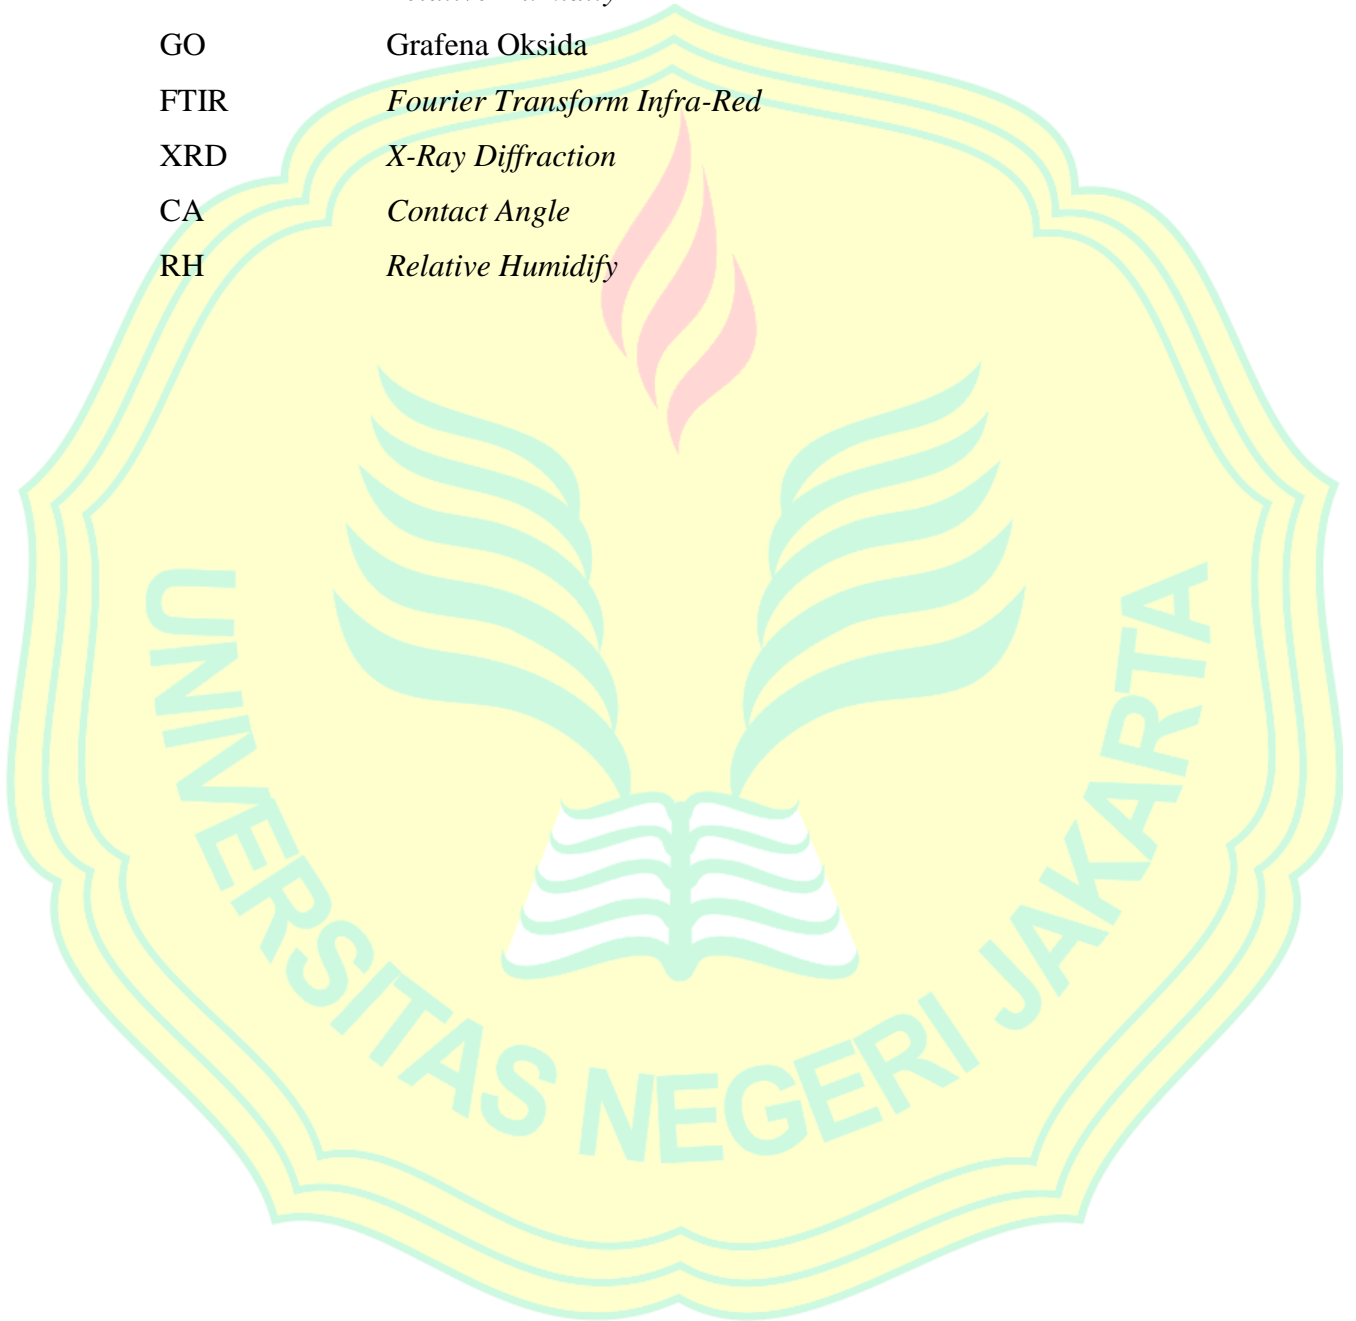 GO Grafena Oksida
FTIR Fourier Transform Infra-Red
XRD X-Ray Diffraction
CA Contact Angle
RH Relative Humidify
UNIVERSITAS NEGERI JAKARTA